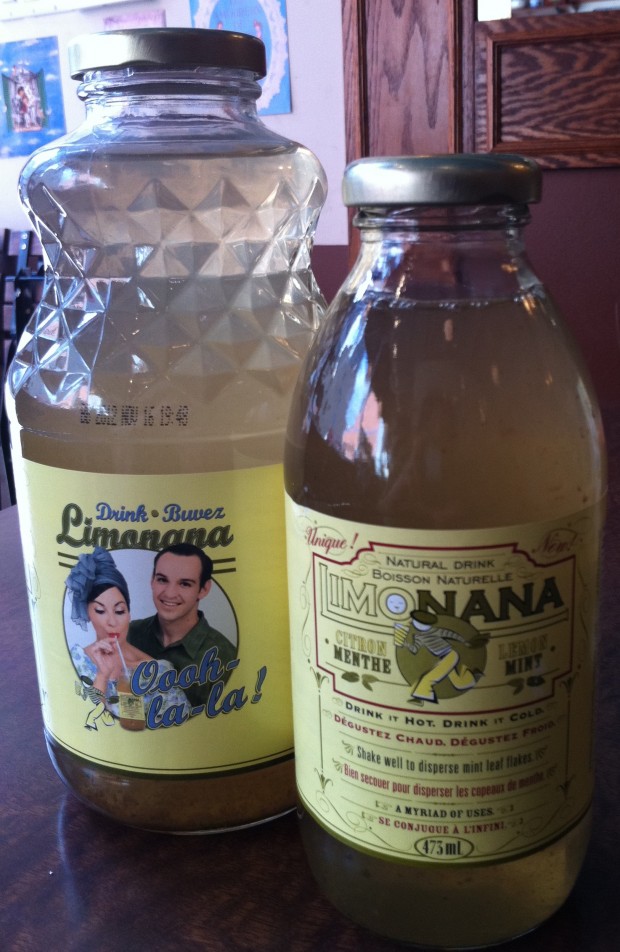 2012 NOV 16 19:48
Drink • Buvez
Limonana
Oooh-
la-la!
Unique!
New!
NATURAL DRINK
BOISSON NATURELLE
LIMONANA
CITRON
MENTHE
LEMON
MINT
DRINK IT HOT. DRINK IT COLD.
DÉGUSTEZ CHAUD. DÉGUSTEZ FROID.
Shake well to disperse mint leaf flakes.
Bien secouer pour disperser les copeaux de menthe.
A MYRIAD OF USES.
SE CONJUGUE À L'INFINI.
473 ml